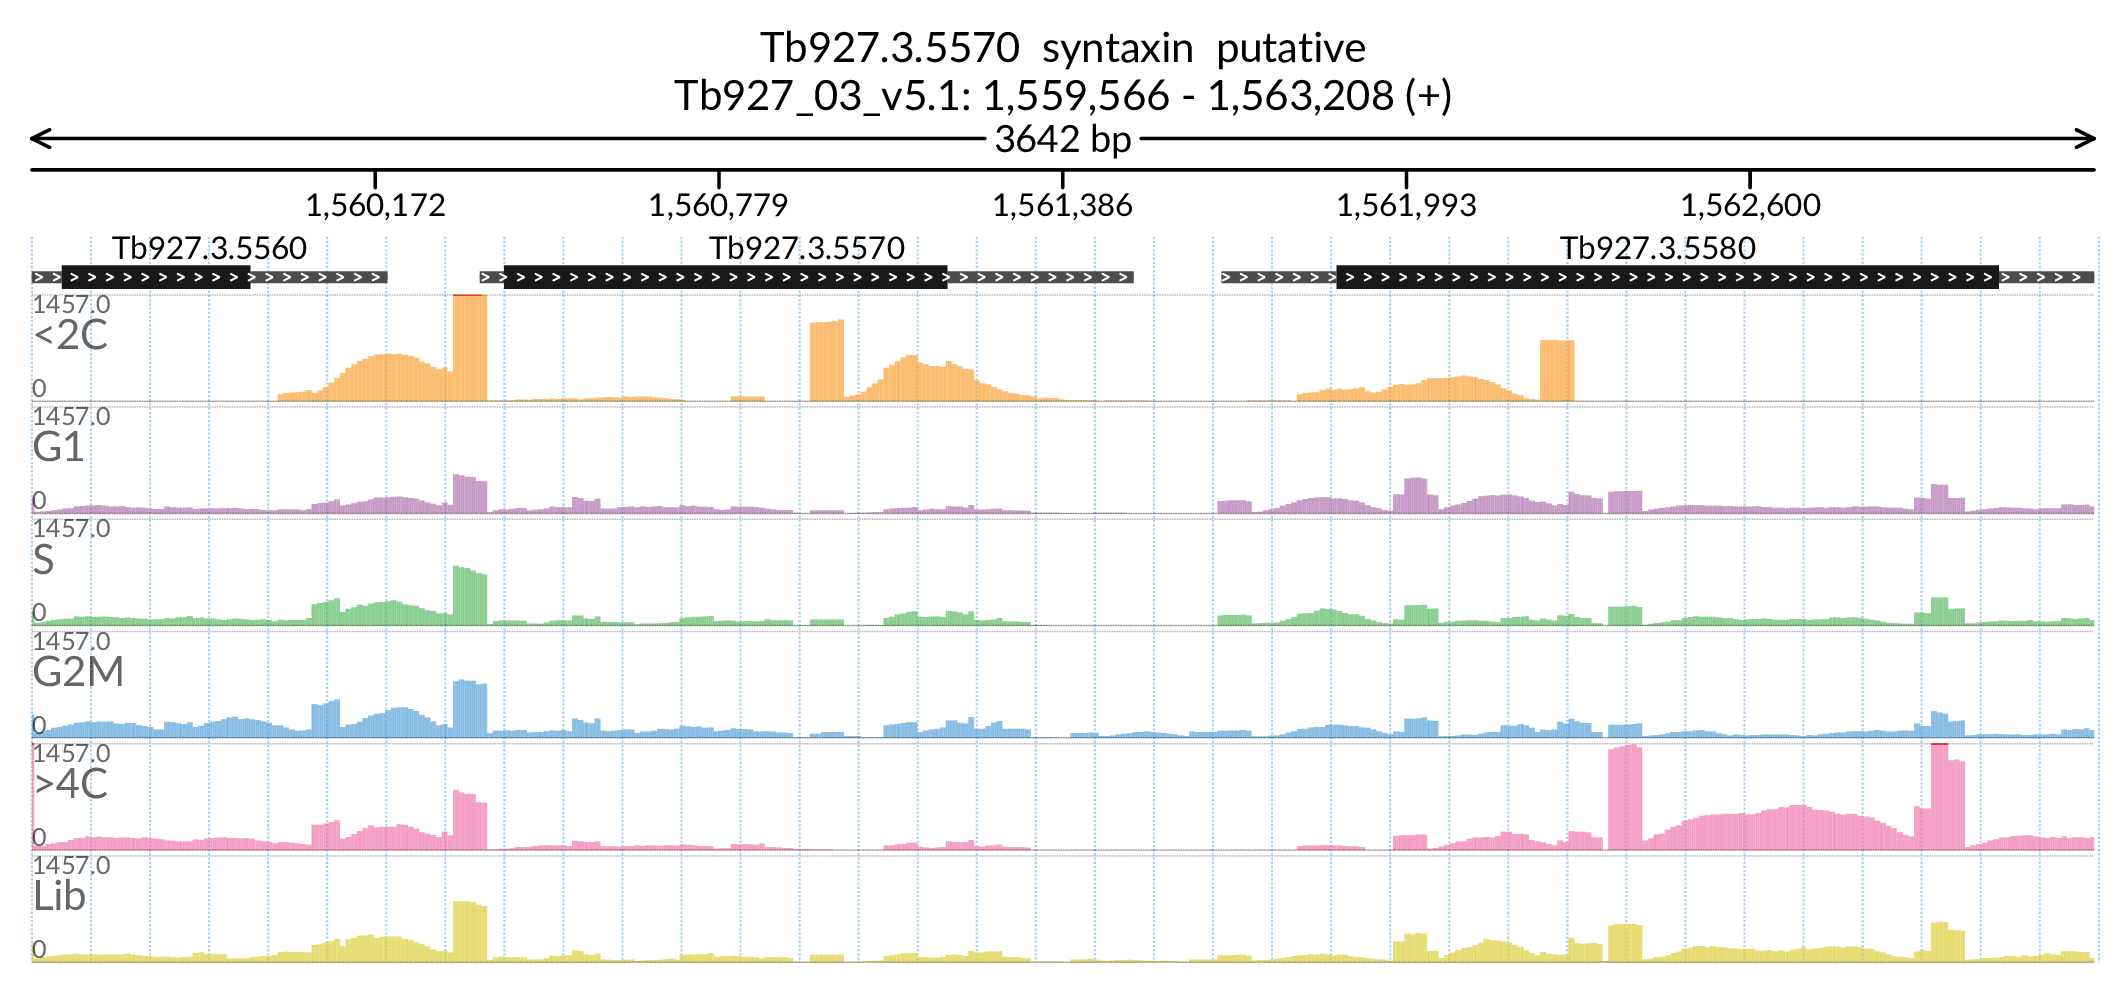 Tb927.3.5570 syntaxin putative
Tb927_03_v5.1: 1,559,566 - 1,563,208 (+)
3642 bp
1,560,172 1,560,779 1,561,386 1,561,993 1,562,600
Tb927.3.5560 Tb927.3.5570 Tb927.3.5580
1457.0
<2C
0
1457.0
G1
0
1457.0
S
0
1457.0
G2M
0
1457.0
>4C
0
1457.0
Lib
0